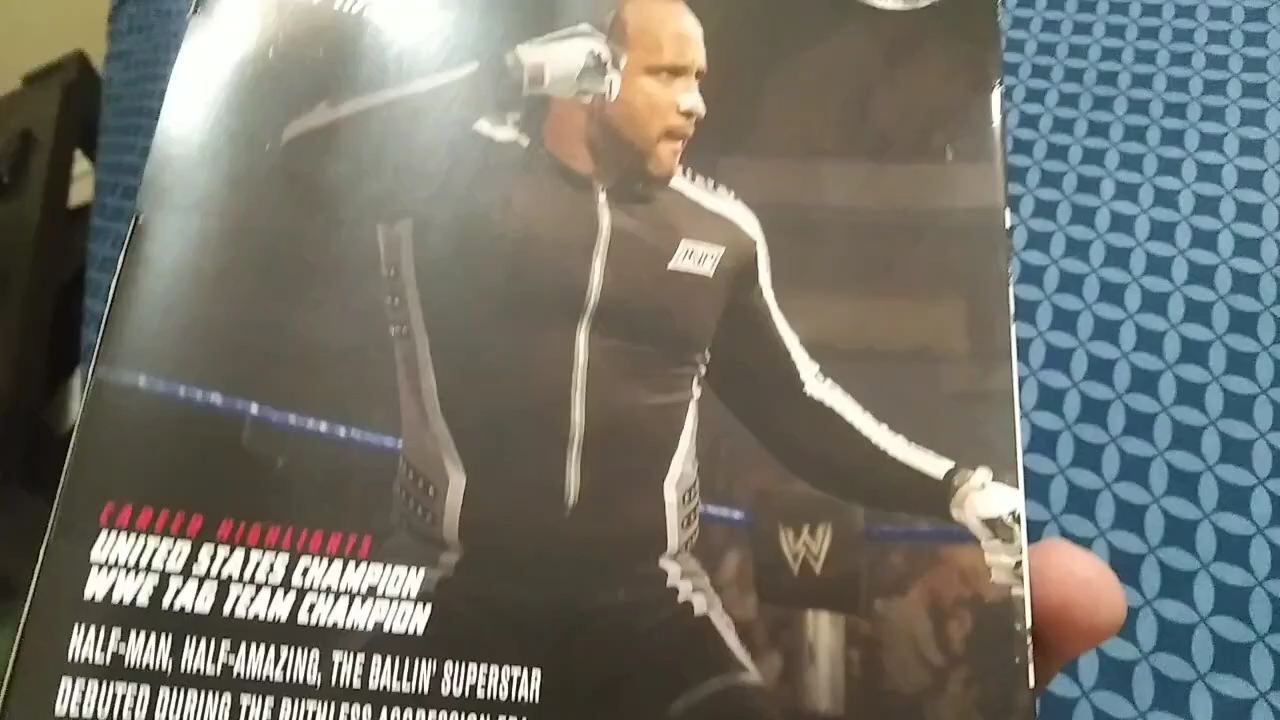 CAREER HIGHLIGHTS
UNITED STATES CHAMPION
WWE TAG TEAM CHAMPION
HALF-MAN, HALF-AMAZING, THE BALLIN' SUPERSTAR
DEBUTED DURING THE RUTHLESS AGGRESSION ERA
MVP
W